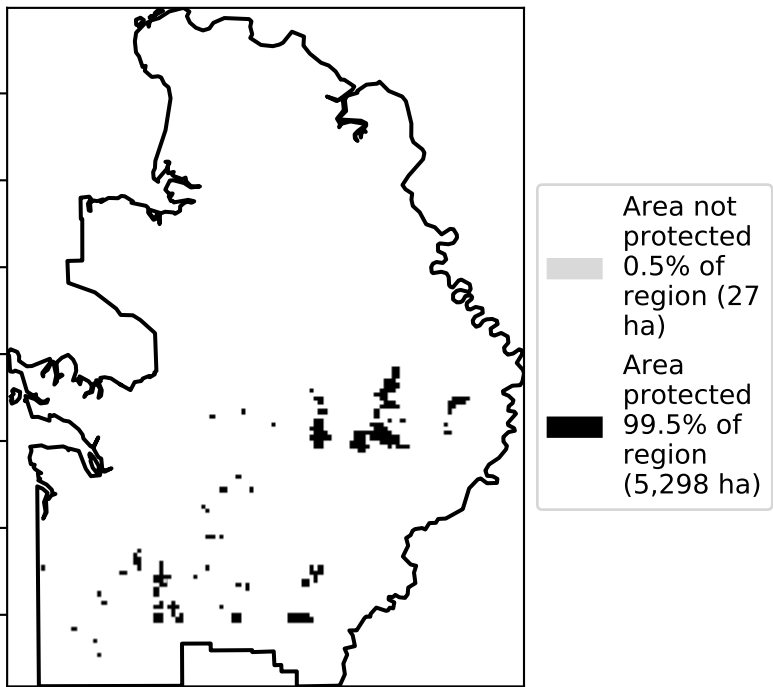 Area not
protected
0.5% of
region (27
ha)
Area
protected
99.5% of
region
(5,298 ha)